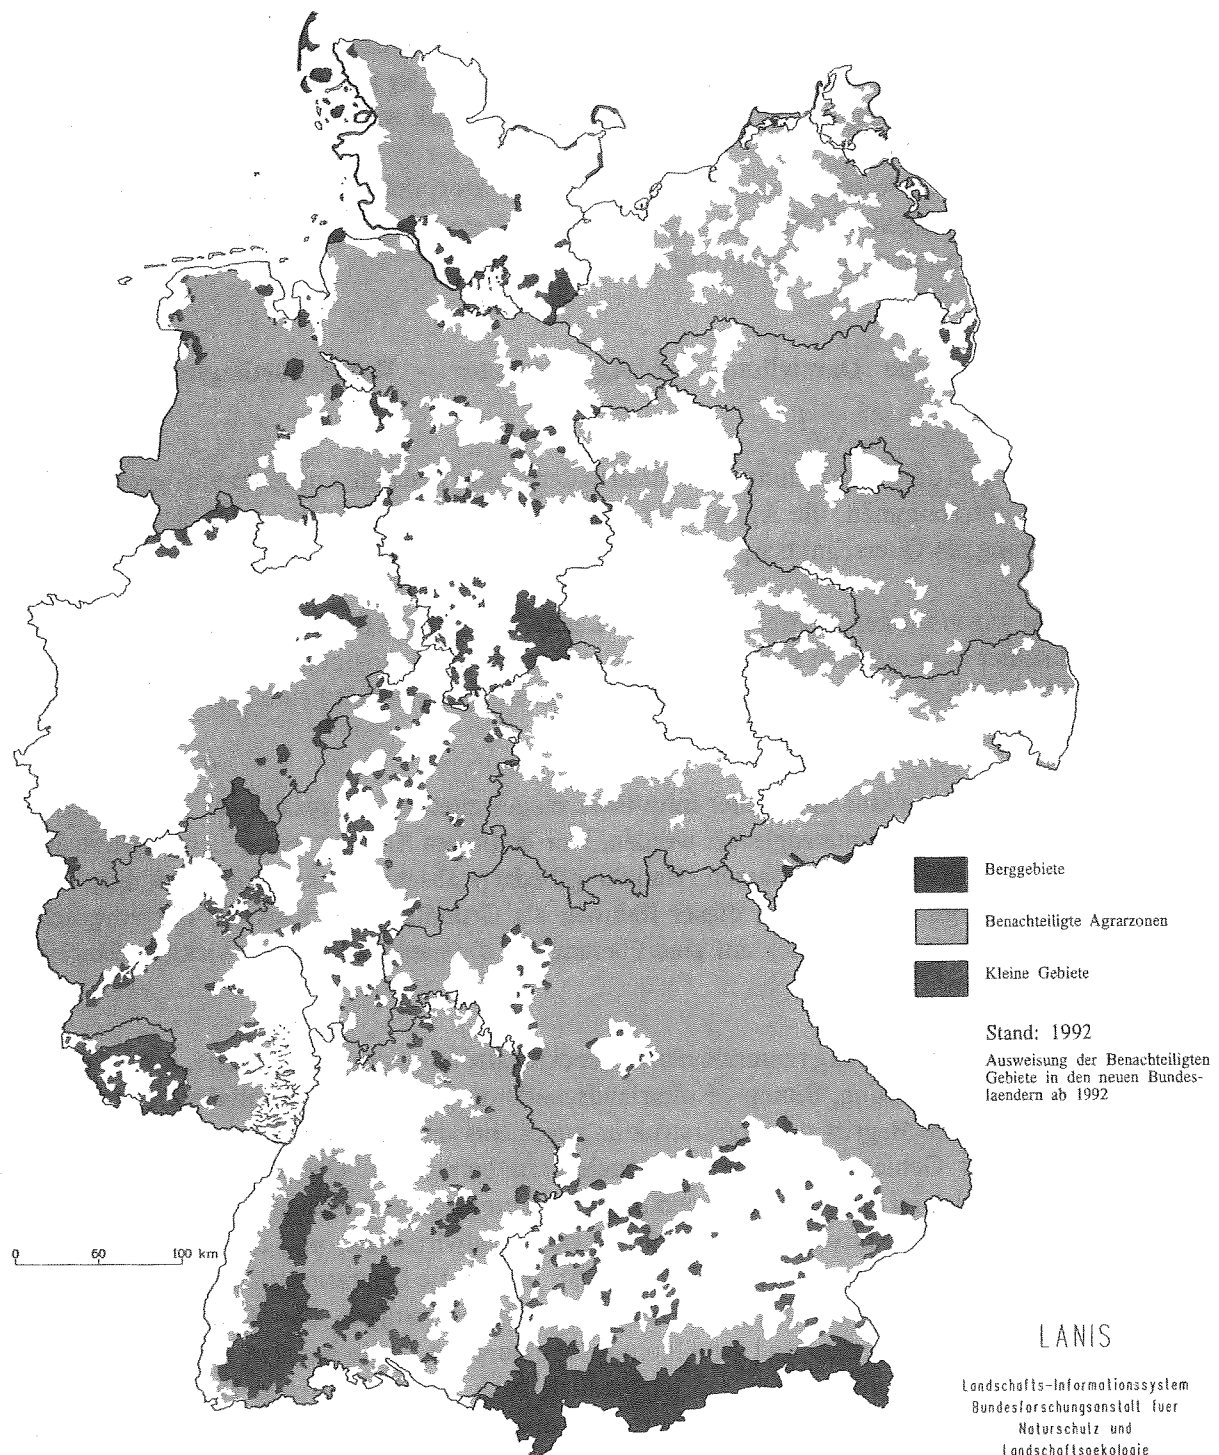 Berggebiete
Benachteiligte Agrarzonen
Kleine Gebiete
Stand: 1992
Ausweisung der Benachteiligten
Gebiete in den neuen Bundes-
laendern ab 1992
0 60 100 km
LANIS
Landschafts-Informationssystem
Bundesforschungsanstalt fuer
Naturschutz und
Landschaftsoekologie